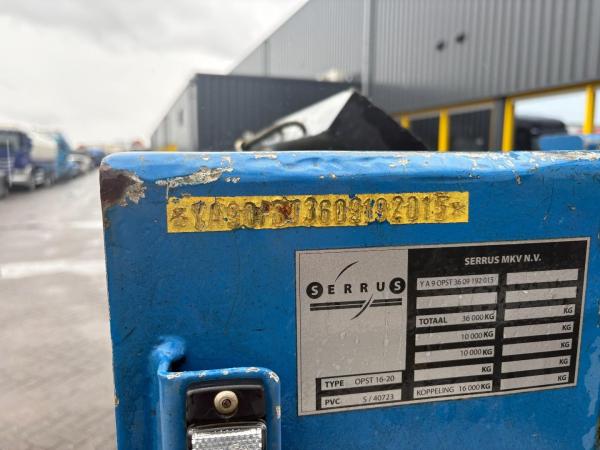 SERRUS
SERRUS MKV N.V.
Y A 9 OPST 36 09 192 015
TOTAAL 36 000 KG KG
10 000 KG KG
10 000 KG KG
KG KG
KOPPELING 16 000 KG KG
TYPE OPST 16-20
PVC. S / 40723